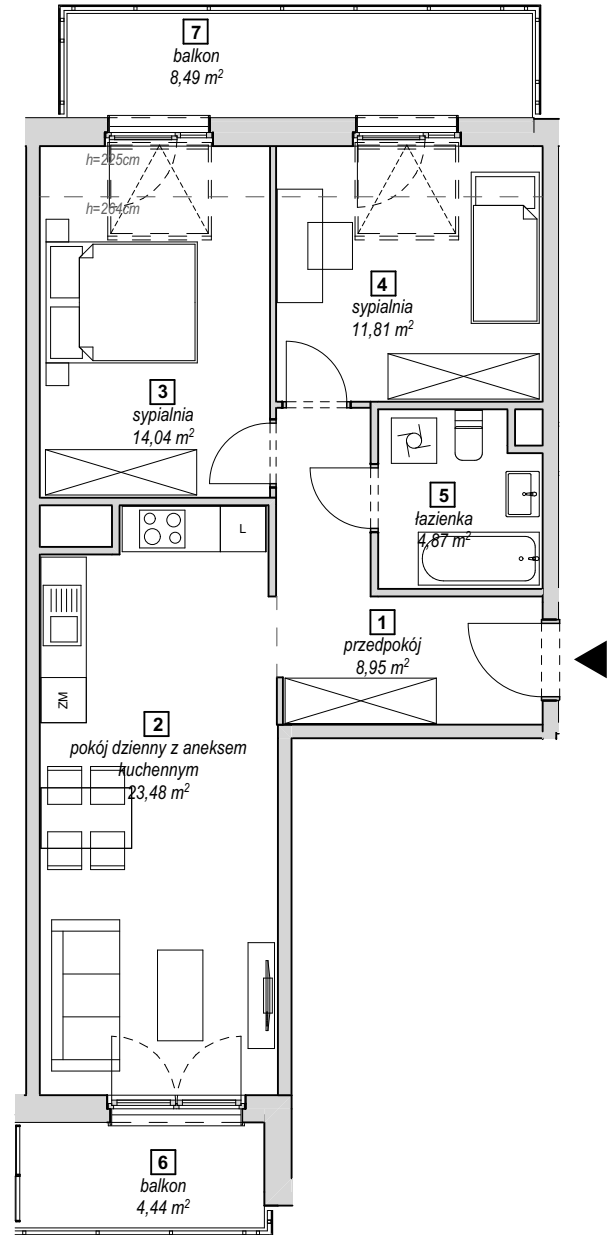 7
balkon
8,49 m²
h=225cm
h=264cm
4
sypialnia
11,81 m²
3
sypialnia
14,04 m²
5
łazienka
4,87 m²
L
1
przedpokój
8,95 m²
ZM
2
pokój dzienny z aneksem
kuchennym
23,48 m²
6
balkon
4,44 m²